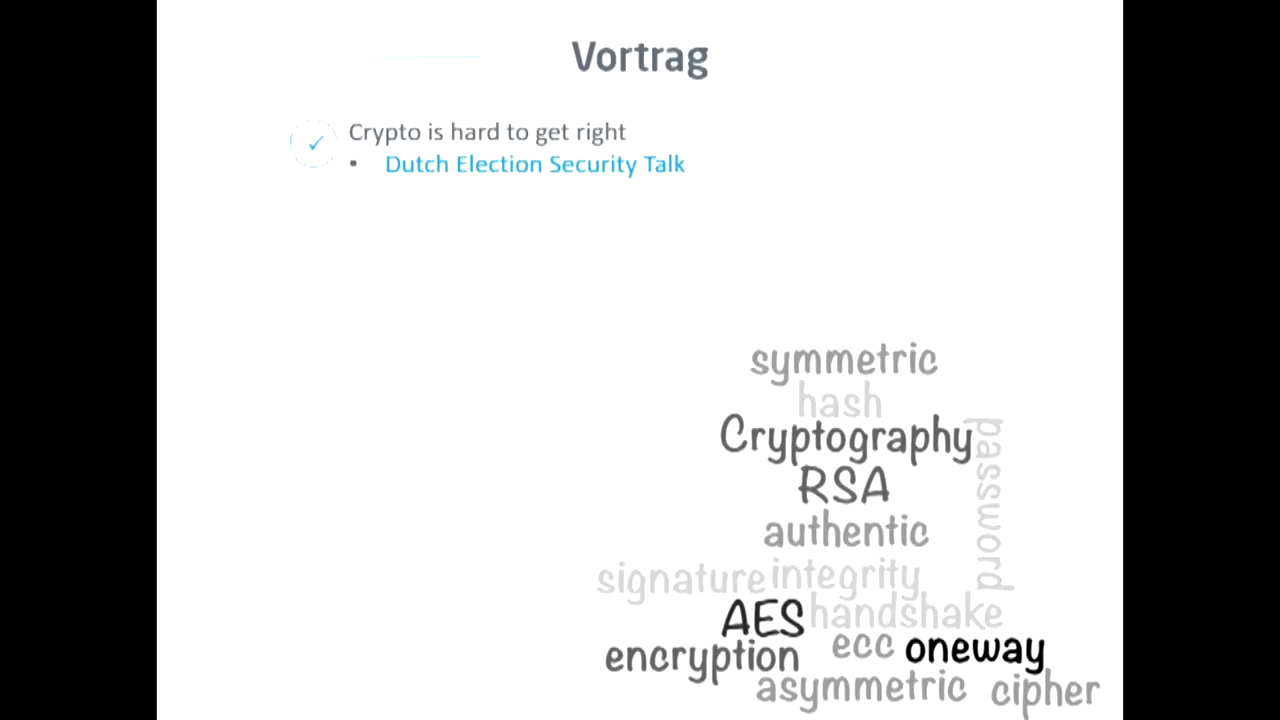 Vortrag
Crypto is hard to get right
• Dutch Election Security Talk
symmetric
hash
Cryptography
password
RSA
authentic
signature integrity
AES handshake
encryption ecc oneway
asymmetric cipher